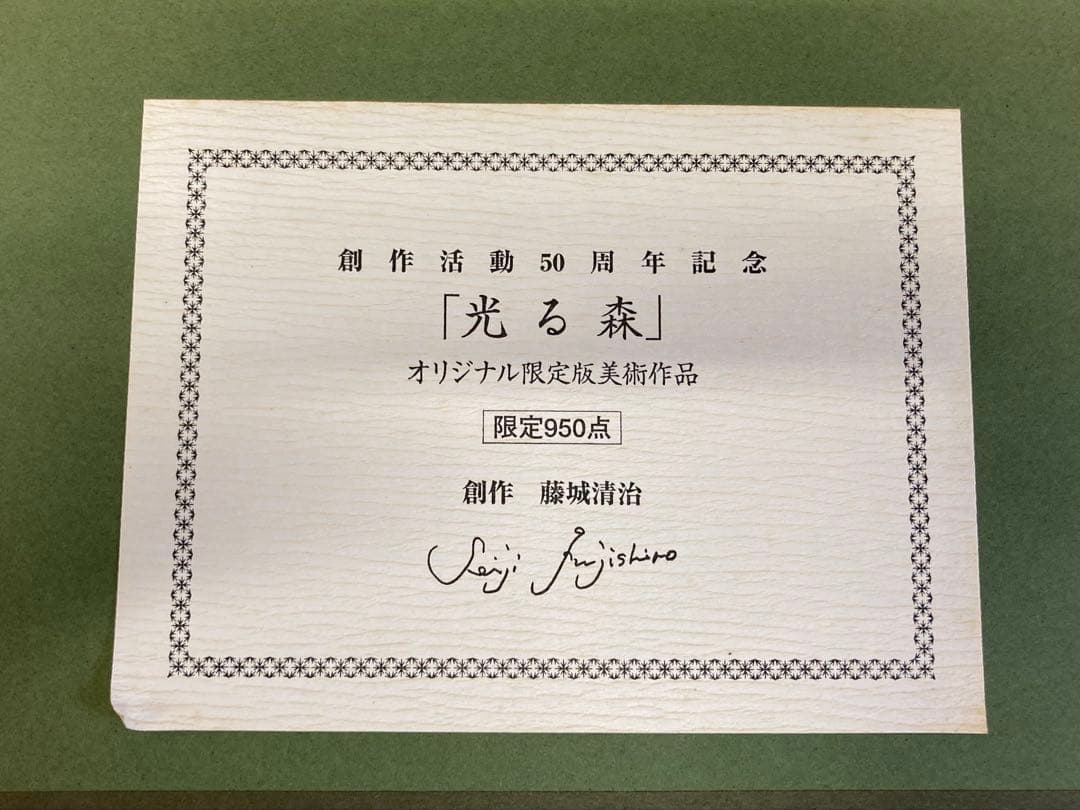 創作活動50周年記念
「光る森」
オリジナル限定版美術作品
限定950点
創作　藤城清治
Seiji Fujishiro